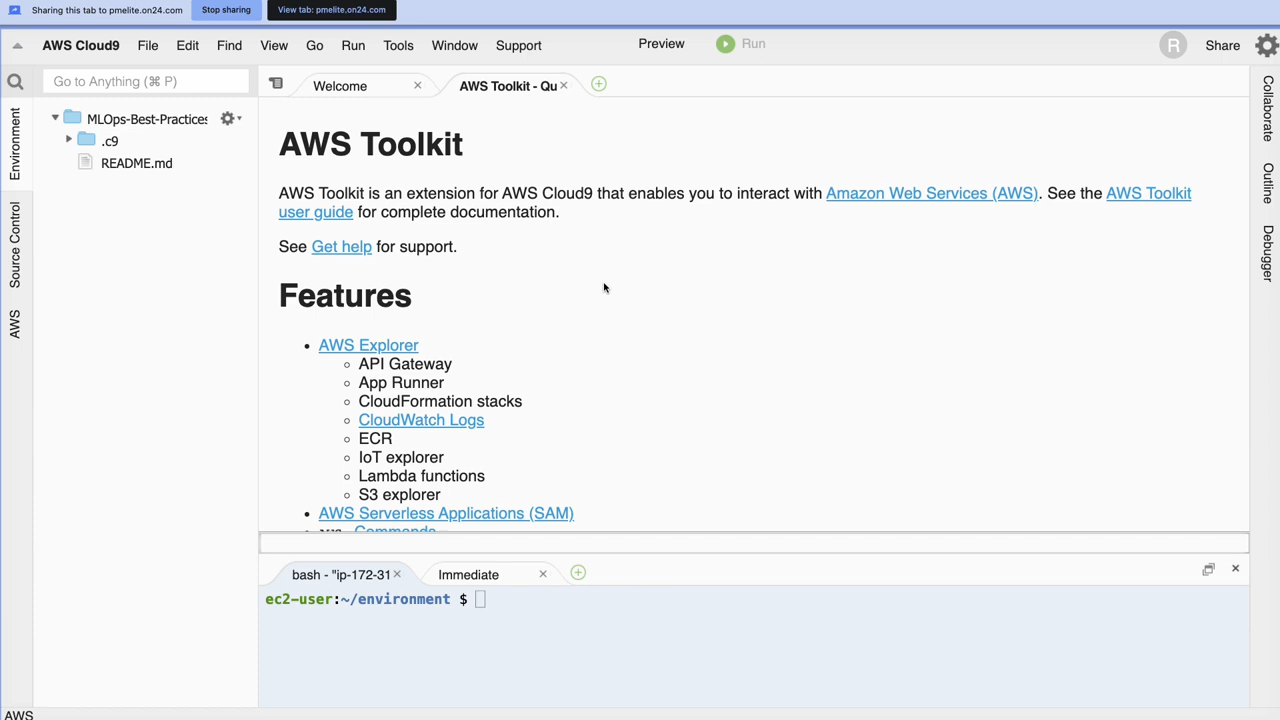 Sharing this tab to pmelite.on24.com
Stop sharing
View tab: pmelite.on24.com
AWS Cloud9 File Edit Find View Go Run Tools Window Support Preview Run R Share
Go to Anything (⌘ P)
Welcome
AWS Toolkit - Qu
Environment
Source Control
AWS
MLOps-Best-Practices
.c9
README.md
AWS Toolkit
AWS Toolkit is an extension for AWS Cloud9 that enables you to interact with Amazon Web Services (AWS). See the AWS Toolkit
user guide for complete documentation.
See Get help for support.
Features
AWS Explorer
API Gateway
App Runner
CloudFormation stacks
CloudWatch Logs
ECR
IoT explorer
Lambda functions
S3 explorer
AWS Serverless Applications (SAM)
Commands
Collaborate
Outline
Debugger
bash - "ip-172-31
Immediate
ec2-user:~/environment $
AWS